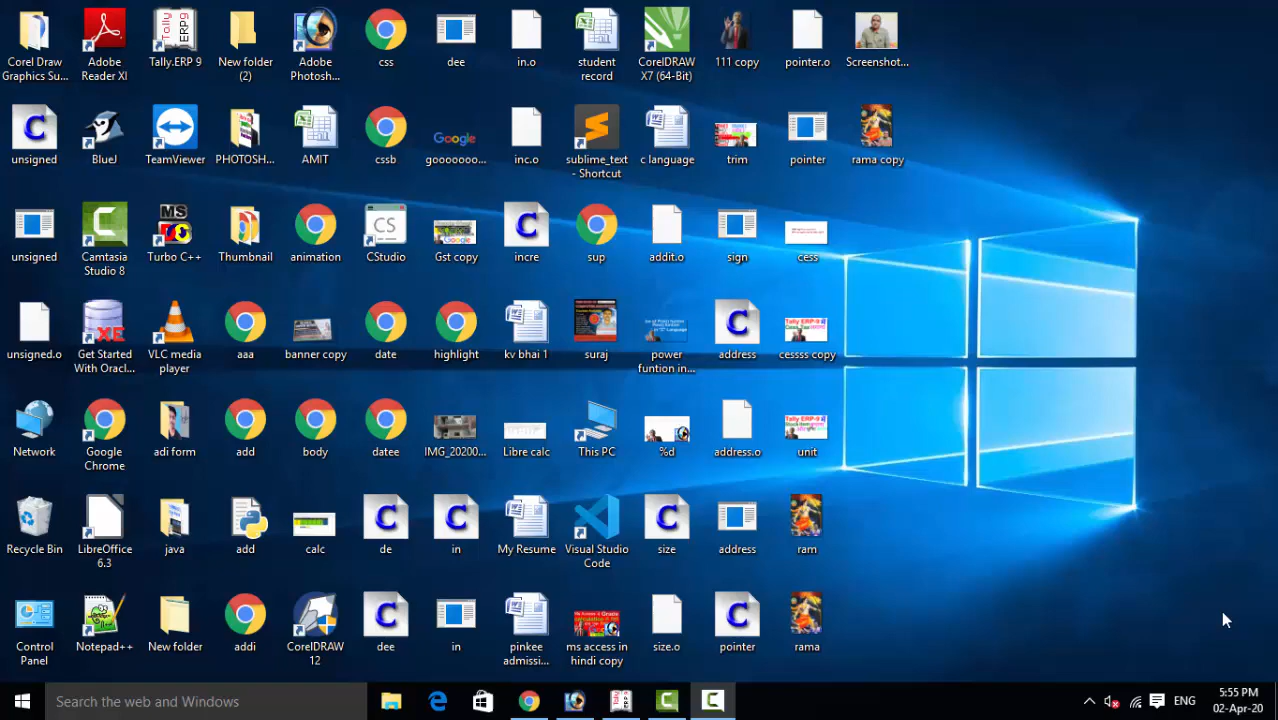 Corel Draw
Graphics Su...
Adobe
Reader XI
Tally.ERP 9
New folder
(2)
Adobe
Photosh...
css
dee
in.o
student
record
CorelDRAW
X7 (64-Bit)
111 copy
pointer.o
Screenshot...
unsigned
BlueJ
TeamViewer
PHOTOSH...
AMIT
cssb
Google
gooooooo...
inc.o
sublime_text
- Shortcut
c language
trim
pointer
rama copy
unsigned
Camtasia
Studio 8
MS
Turbo C++
Thumbnail
animation
CS
CStudio
Gst copy
incre
sup
addit.o
sign
cess
unsigned.o
XE
Get Started
With Oracl...
VLC media
player
aaa
banner copy
date
highlight
kv bhai 1
suraj
power
funtion in...
address
cessss copy
Network
Google
Chrome
adi form
add
body
datee
IMG_20200...
Libre calc
This PC
%d
address.o
unit
Recycle Bin
LibreOffice
6.3
java
add
calc
de
in
My Resume
Visual Studio
Code
size
address
ram
Control
Panel
Notepad++
New folder
addi
CorelDRAW
12
dee
in
pinkee
admissi...
ms access in
hindi copy
size.o
pointer
rama
Search the web and Windows
ENG
5:55 PM
02-Apr-20